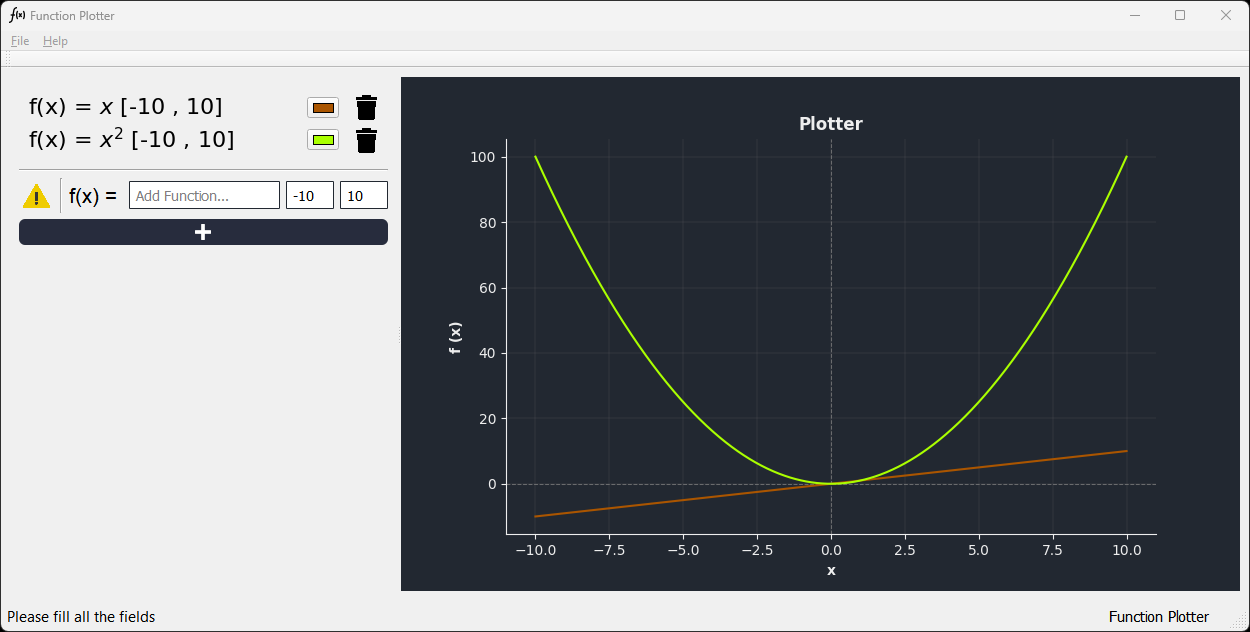 f(x) Function Plotter
File Help
f(x) = x [-10 , 10]
f(x) = x² [-10 , 10]
f(x) = Add Function... -10 10
+
Plotter
100
80
60
40
20
0
f (x)
−10.0 −7.5 −5.0 −2.5 0.0 2.5 5.0 7.5 10.0
x
Please fill all the fields Function Plotter